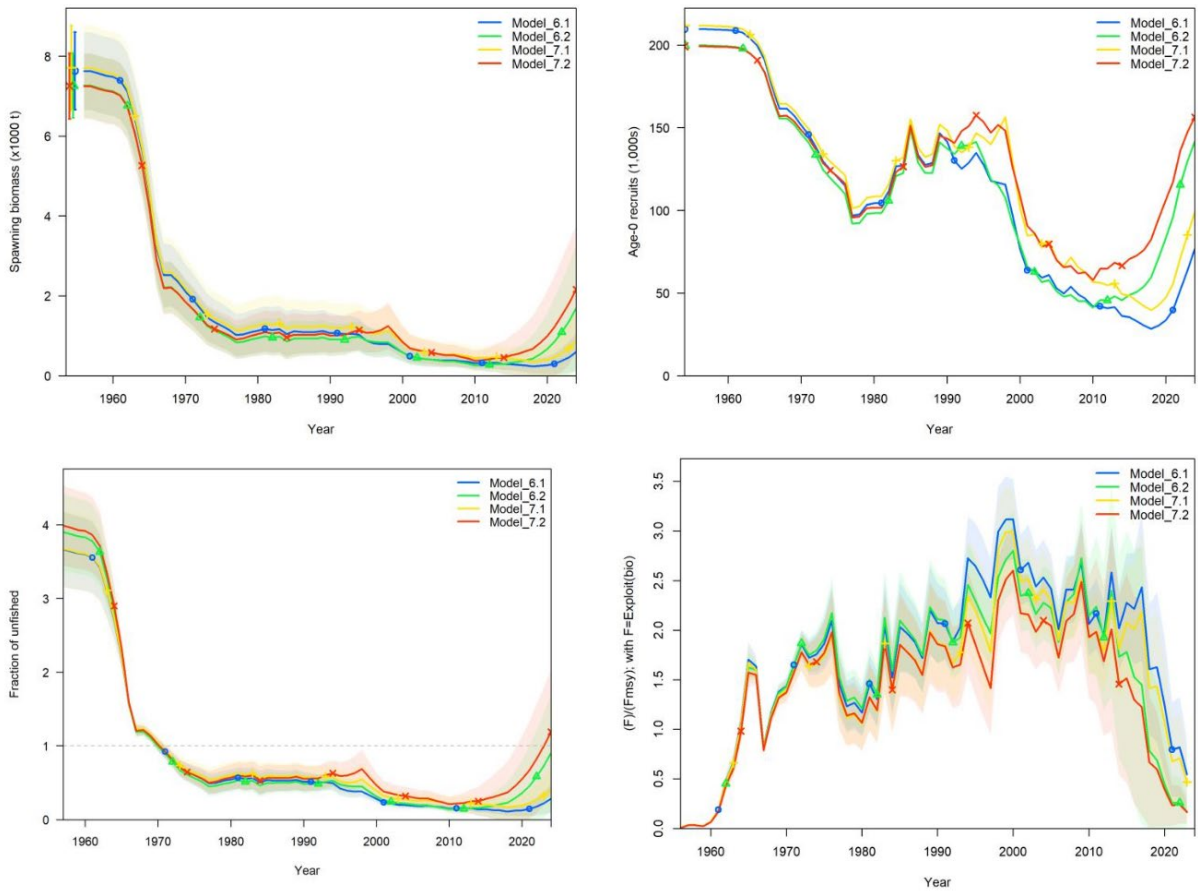 Model_6.1
Model_6.2
Model_7.1
Model_7.2
Spawning biomass (x1000 t)
8
6
4
2
0
1960 1970 1980 1990 2000 2010 2020
Year
Model_6.1
Model_6.2
Model_7.1
Model_7.2
Age-0 recruits (1,000s)
200
150
100
50
0
1960 1970 1980 1990 2000 2010 2020
Year
Model_6.1
Model_6.2
Model_7.1
Model_7.2
Fraction of unfished
4
3
2
1
0
1960 1970 1980 1990 2000 2010 2020
Year
Model_6.1
Model_6.2
Model_7.1
Model_7.2
(F)/(Fmsy); with F=Exploit(bio)
3.5
3.0
2.5
2.0
1.5
1.0
0.5
0.0
1960 1970 1980 1990 2000 2010 2020
Year